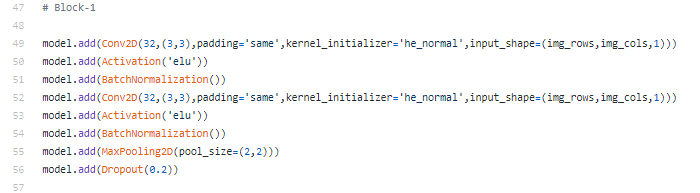 47 # Block-1
48
49 model.add(Conv2D(32,(3,3),padding='same',kernel_initializer='he_normal',input_shape=(img_rows,img_cols,1)))
50 model.add(Activation('elu'))
51 model.add(BatchNormalization())
52 model.add(Conv2D(32,(3,3),padding='same',kernel_initializer='he_normal',input_shape=(img_rows,img_cols,1)))
53 model.add(Activation('elu'))
54 model.add(BatchNormalization())
55 model.add(MaxPooling2D(pool_size=(2,2)))
56 model.add(Dropout(0.2))
57